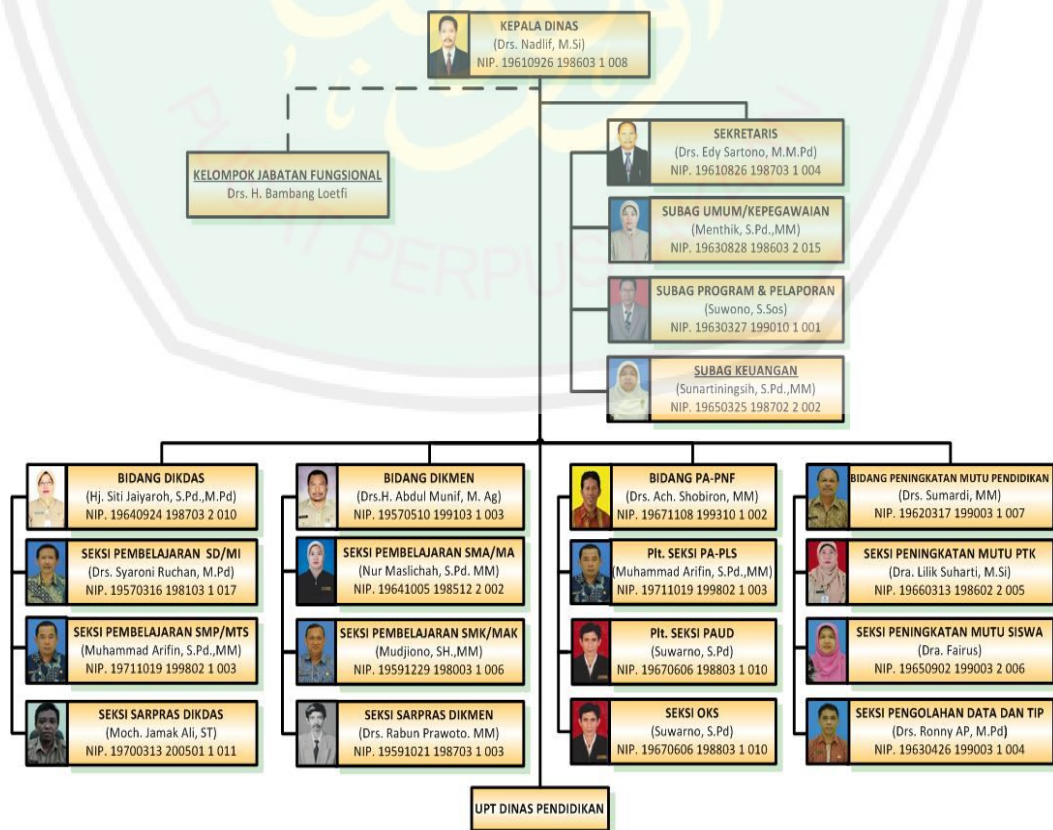 KEPALA DINAS
(Drs. Nadlif, M.Si)
NIP. 19610926 198603 1 008
KELOMPOK JABATAN FUNGSIONAL
Drs. H. Bambang Loetfi
SEKRETARIS
(Drs. Edy Sartono, M.M.Pd)
NIP. 19610826 198703 1 004
SUBAG UMUM/KEPEGAWAIAN
(Menthik, S.Pd.,MM)
NIP. 19630828 198603 2 015
SUBAG PROGRAM & PELAPORAN
(Suwono, S.Sos)
NIP. 19630327 199010 1 001
SUBAG KEUANGAN
(Sunartiningsih, S.Pd.,MM)
NIP. 19650325 198702 2 002
BIDANG DIKDAS
(Hj. Siti Jaiyaroh, S.Pd.,M.Pd)
NIP. 19640924 198703 2 010
SEKSI PEMBELAJARAN SD/MI
(Drs. Syaroni Ruchan, M.Pd)
NIP. 19570316 198103 1 017
SEKSI PEMBELAJARAN SMP/MTS
(Muhammad Arifin, S.Pd.,MM)
NIP. 19711019 199802 1 003
SEKSI SARPRAS DIKDAS
(Moch. Jamak Ali, ST)
NIP. 19700313 200501 1 011
BIDANG DIKMEN
(Drs.H. Abdul Munif, M. Ag)
NIP. 19570510 199103 1 003
SEKSI PEMBELAJARAN SMA/MA
(Nur Maslichah, S.Pd. MM)
NIP. 19641005 198512 2 002
SEKSI PEMBELAJARAN SMK/MAK
(Mudjiono, SH.,MM)
NIP. 19591229 198003 1 006
SEKSI SARPRAS DIKMEN
(Drs. Rabun Prawoto. MM)
NIP. 19591021 198703 1 003
BIDANG PA-PNF
(Drs. Ach. Shobiron, MM)
NIP. 19671108 199310 1 002
Plt. SEKSI PA-PLS
(Muhammad Arifin, S.Pd.,MM)
NIP. 19711019 199802 1 003
Plt. SEKSI PAUD
(Suwarno, S.Pd)
NIP. 19670606 198803 1 010
SEKSI OKS
(Suwarno, S.Pd)
NIP. 19670606 198803 1 010
BIDANG PENINGKATAN MUTU PENDIDIKAN
(Drs. Sumardi, MM)
NIP. 19620317 199003 1 007
SEKSI PENINGKATAN MUTU PTK
(Dra. Lilik Suharti, M.Si)
NIP. 19660313 198602 2 005
SEKSI PENINGKATAN MUTU SISWA
(Dra. Fairus)
NIP. 19650902 199003 2 006
SEKSI PENGOLAHAN DATA DAN TIP
(Drs. Ronny AP, M.Pd)
NIP. 19630426 199003 1 004
UPT DINAS PENDIDIKAN